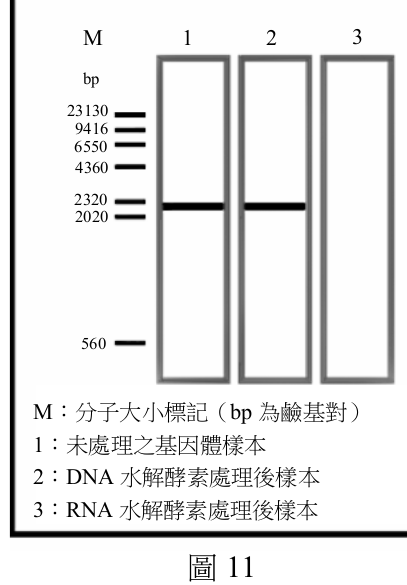 M 1 2 3
bp
23130
9416
6550
4360
2320
2020
560
M：分子大小標記（bp 為鹼基對）
1：未處理之基因體樣本
2：DNA 水解酵素處理後樣本
3：RNA 水解酵素處理後樣本
圖 11